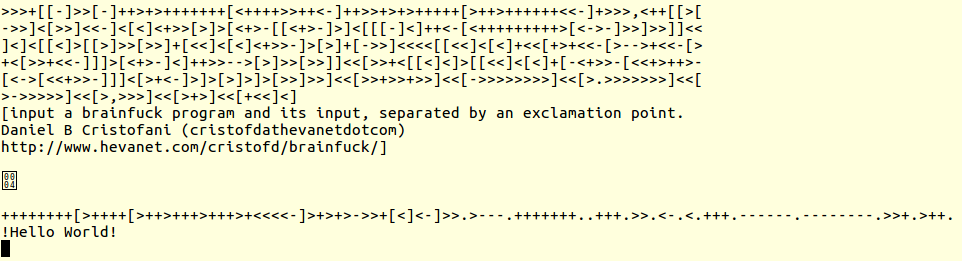 >>>+[[-]>>[-]++>+>+++++++[<++++>>++<-]++>>+>+>+++++[>++>++++++<<-]+>>>,<++[[>[
->>]<[>>]<<-]<[<]<+>>[>]>[<+>-[[<+>-]>]<[[[-]<]++<-[<+++++++++>[<->-]>>]>>]]<<
]<]<[[<]>[[>]>>[>>]+[<<]<[<]<+>>-]>[>]+[->>]<<<<[[<<]<[<]+<<[+>+<<-[>-->+<<-[>
+<[>>+<<-]]]>[<+>-]<]++>>-->[>]>>[>>]]<<[>>+<[[<]<]>[[<<]<[<]+[-<+>>-[<<+>++>-
[<->[<<+>>-]]]<[>+<-]>]>[>]>]>[>>]>>]<<[>>+>>+>>]<<[->>>>>>>>]<<[>.>>>>>>>]<<[
>->>>>>]<<[>,>>>]<<[>+>]<<[+<<]<]
[input a brainfuck program and its input, separated by an exclamation point.
Daniel B Cristofani (cristofdathevanetdotcom)
http://www.hevanet.com/cristofd/brainfuck/]
0004
++++++++[>++++[>++>+++>+++>+<<<<-]>+>+>->>+[<]<-]>>.>---.+++++++..+++.>>.<-.<.+++.------.--------.>>+.>++.
!Hello World!